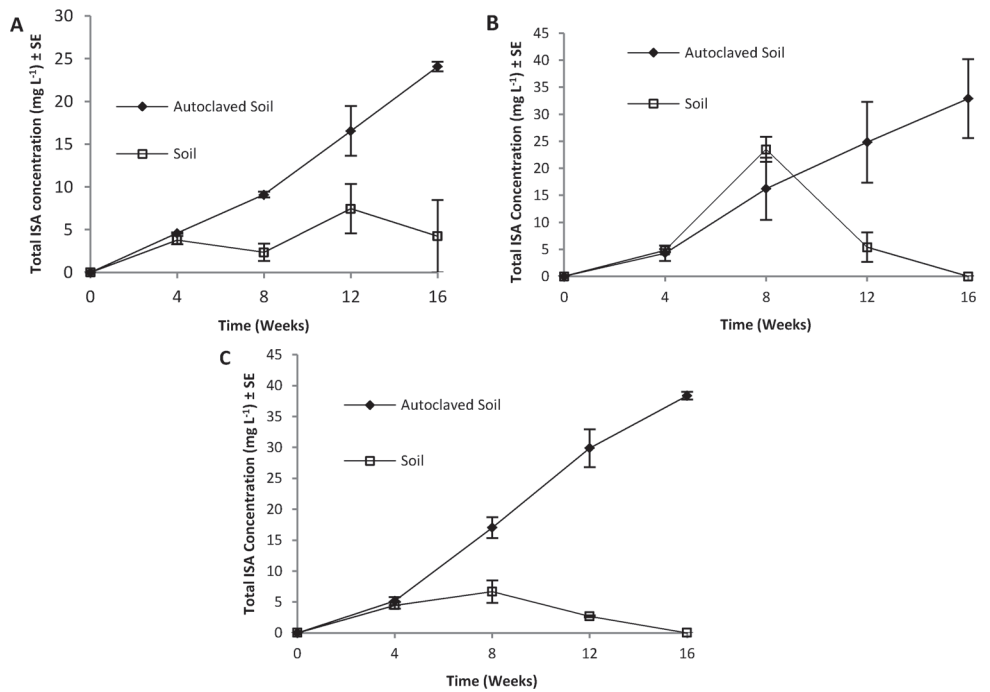 A
Total ISA concentration (mg L-1) ± SE
30
25
20
15
10
5
0
Autoclaved Soil
Soil
0 4 8 12 16
Time (Weeks)
B
Total ISA Concentration (mg L-1) ± SE
45
40
35
30
25
20
15
10
5
0
Autoclaved Soil
Soil
0 4 8 12 16
Time (Weeks)
C
Total ISA Concentration (mg L-1) ± SE
45
40
35
30
25
20
15
10
5
0
Autoclaved Soil
Soil
0 4 8 12 16
Time (Weeks)